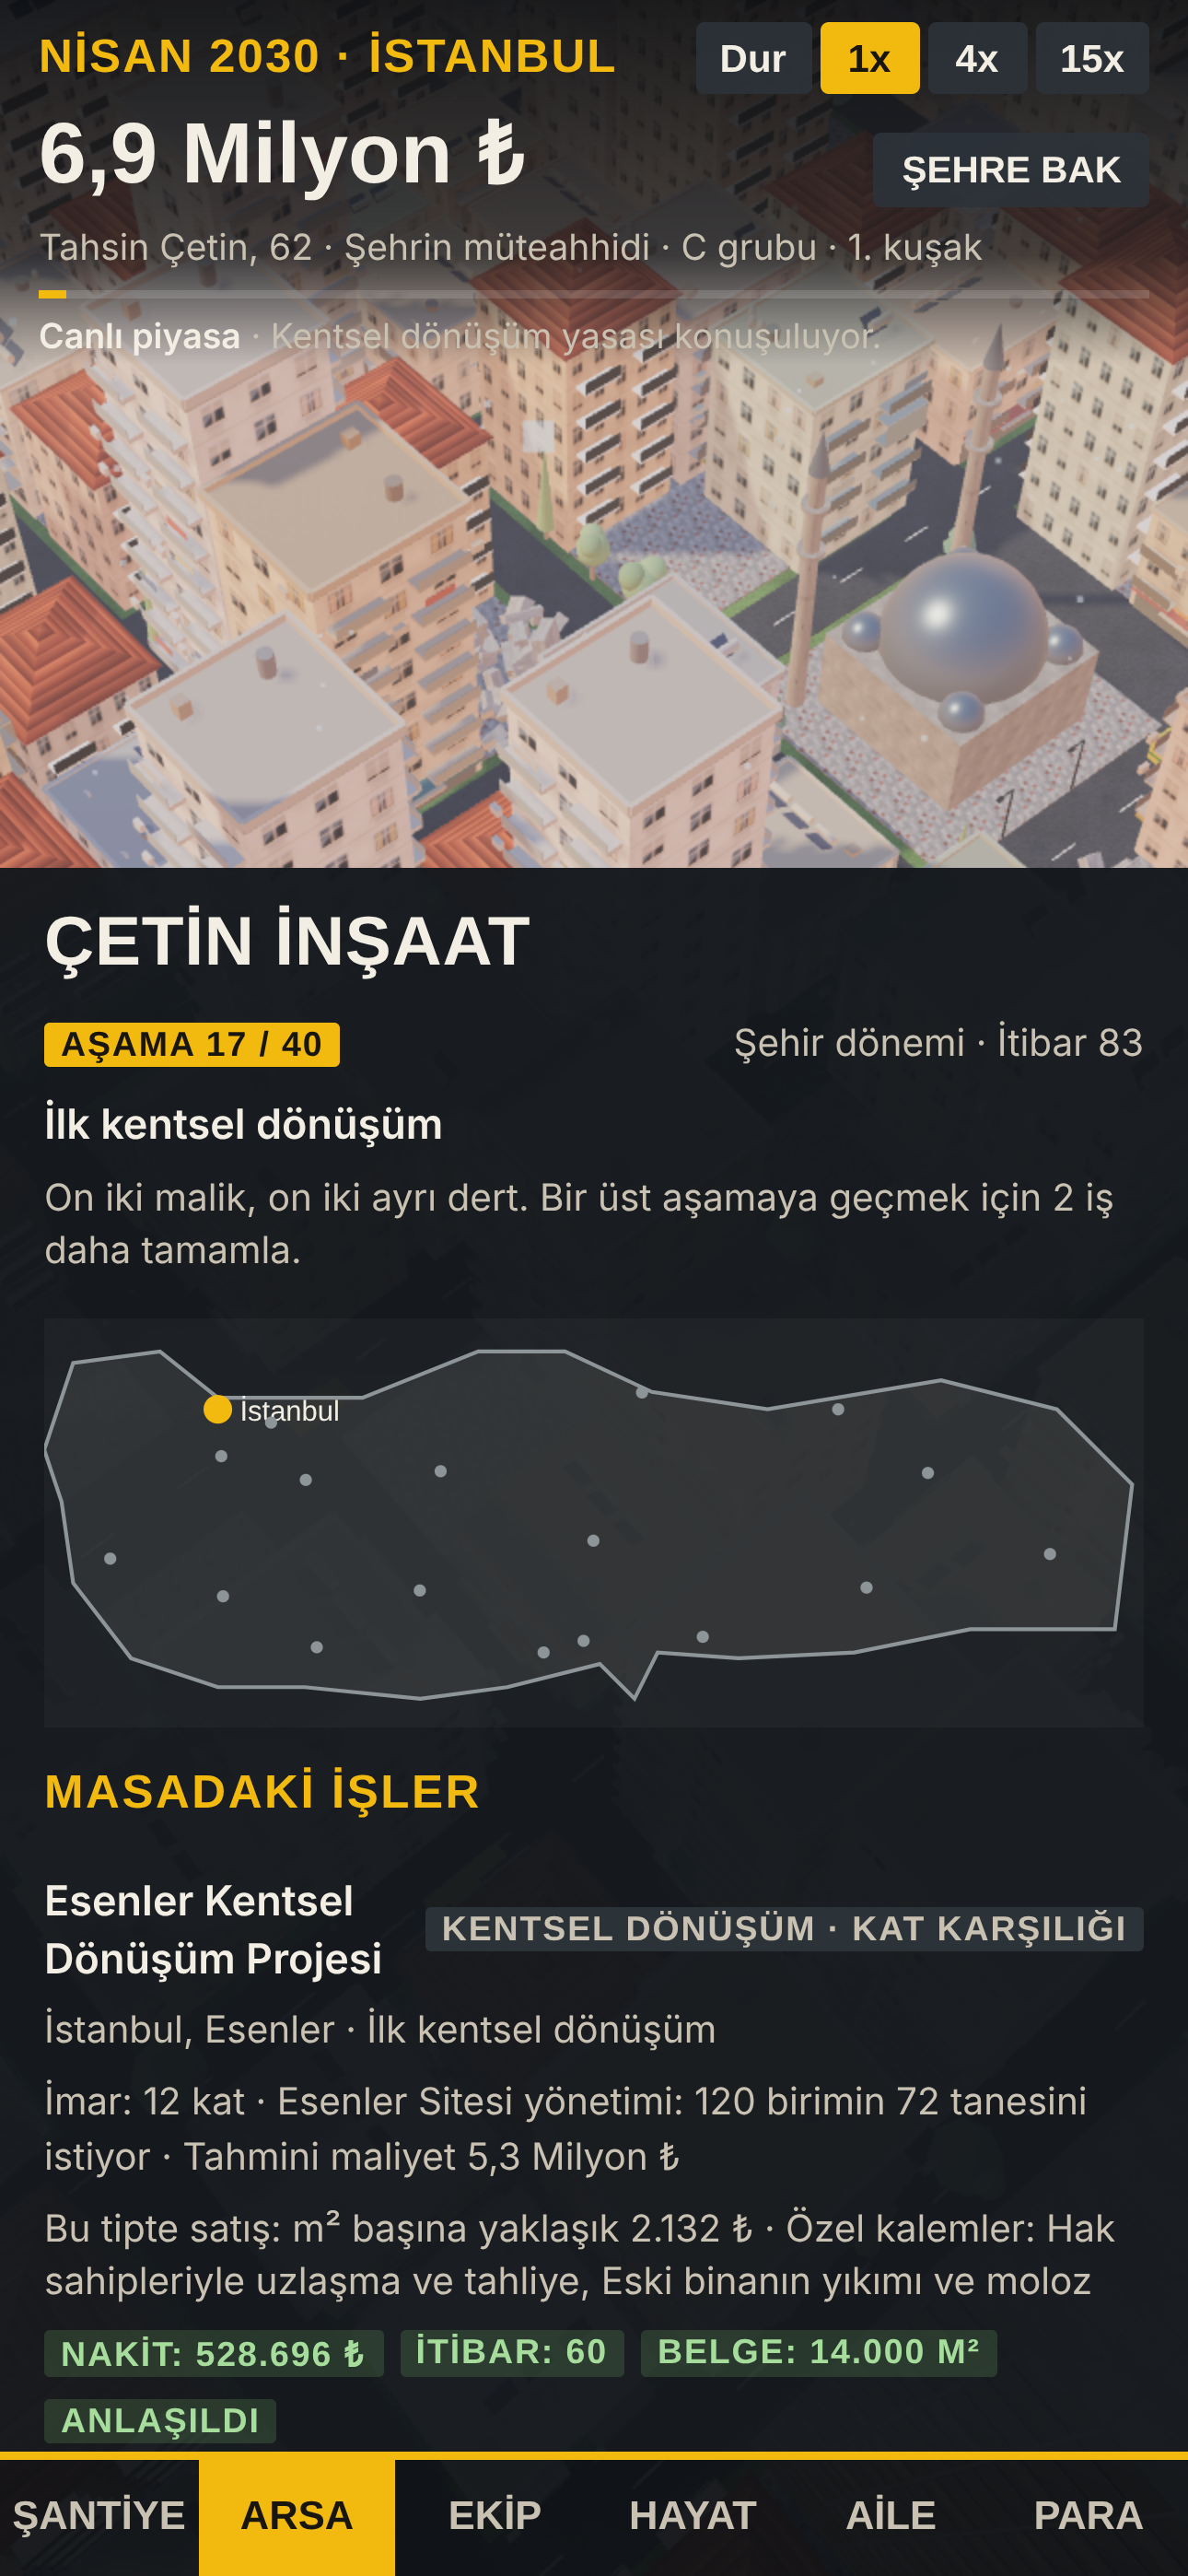 NİSAN 2030 · İSTANBUL
Dur 1x 4x 15x
6,9 Milyon ₺
ŞEHRE BAK
Tahsin Çetin, 62 · Şehrin müteahhidi · C grubu · 1. kuşak
Canlı piyasa · Kentsel dönüşüm yasası konuşuluyor.
ÇETİN İNŞAAT
AŞAMA 17 / 40
Şehir dönemi · İtibar 83
İlk kentsel dönüşüm
On iki malik, on iki ayrı dert. Bir üst aşamaya geçmek için 2 iş
daha tamamla.
İstanbul
MASADAKİ İŞLER
Esenler Kentsel
Dönüşüm Projesi
KENTSEL DÖNÜŞÜM · KAT KARŞILIĞI
İstanbul, Esenler · İlk kentsel dönüşüm
İmar: 12 kat · Esenler Sitesi yönetimi: 120 birimin 72 tanesini
istiyor · Tahmini maliyet 5,3 Milyon ₺
Bu tipte satış: m² başına yaklaşık 2.132 ₺ · Özel kalemler: Hak
sahipleriyle uzlaşma ve tahliye, Eski binanın yıkımı ve moloz
NAKİT: 528.696 ₺ İTİBAR: 60 BELGE: 14.000 M²
ANLAŞILDI
ŞANTİYE ARSA EKİP HAYAT AİLE PARA